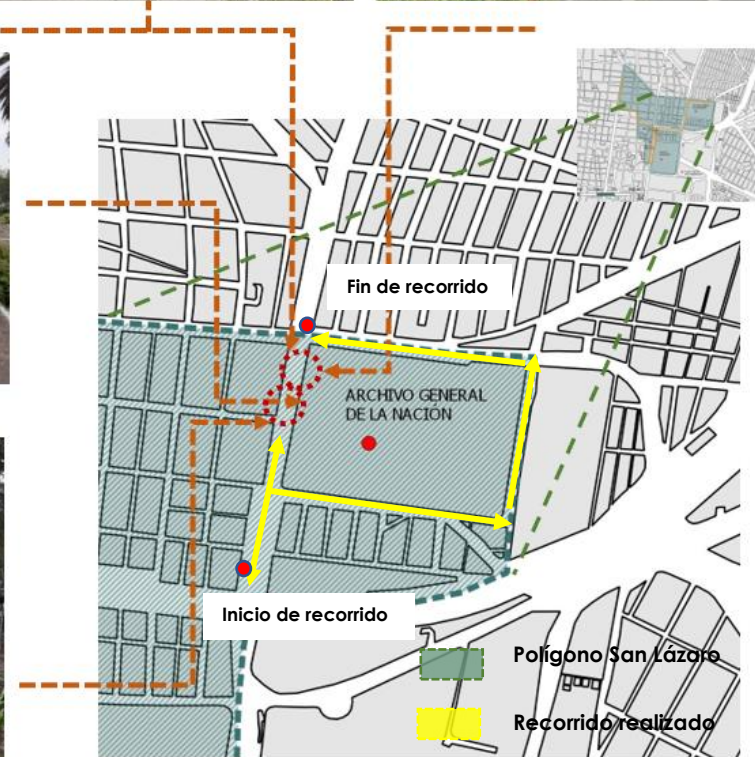 Fin de recorrido
ARCHIVO GENERAL
DE LA NACIÓN
Inicio de recorrido
Polígono San Lázaro
Recorrido realizado